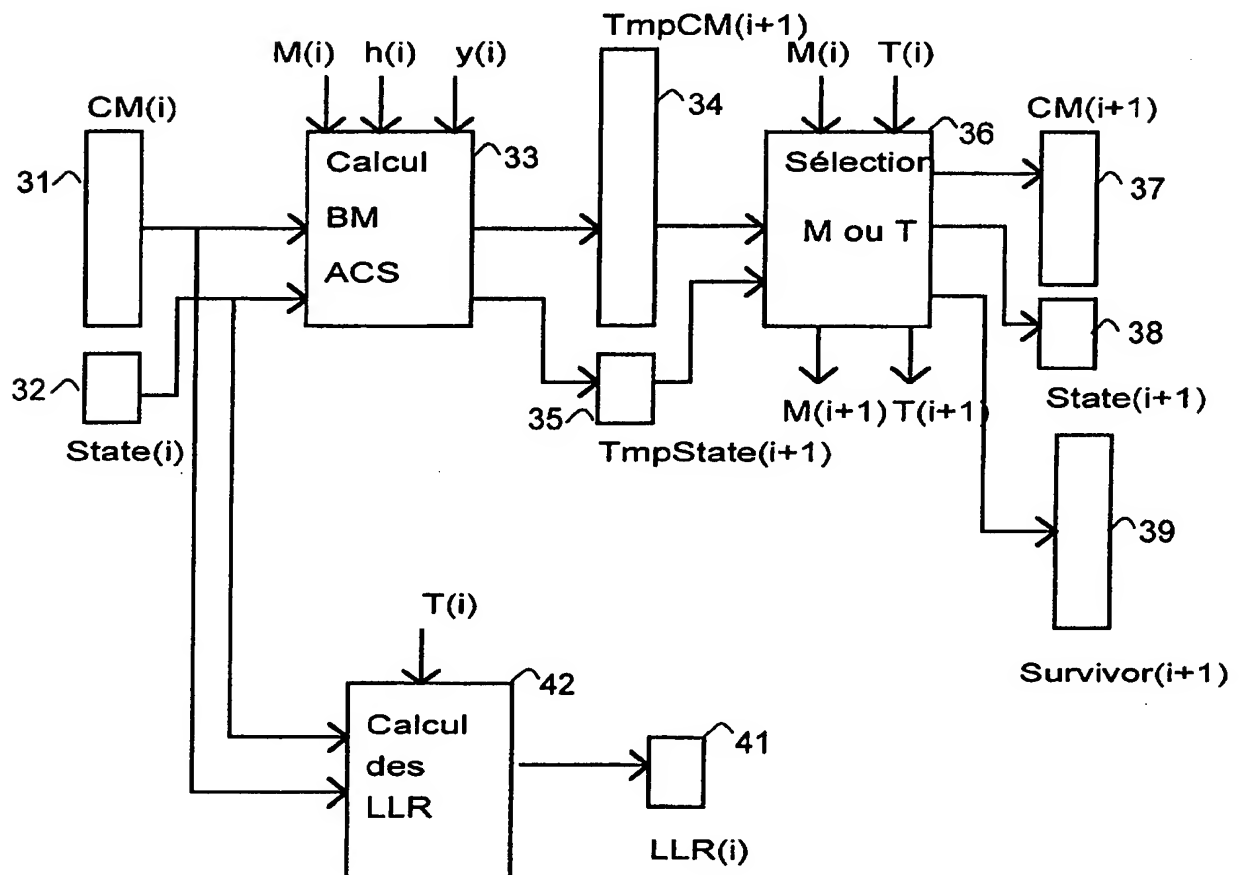 TmpCM(i+1)
M(i) h(i) y(i)
M(i) T(i)
CM(i)
34
36
CM(i+1)
31
Calcul
BM
ACS
33
Sélection
M ou T
37
32
State(i)
35
TmpState(i+1)
M(i+1) T(i+1)
38
State(i+1)
39
Survivor(i+1)
T(i)
42
Calcul
des
LLR
41
LLR(i)